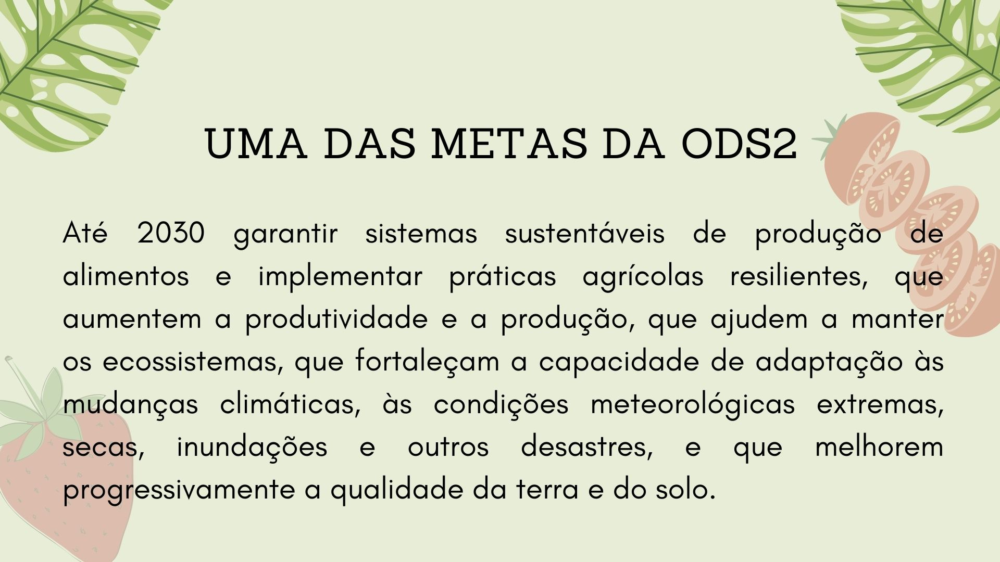 UMA DAS METAS DA ODS2
Até 2030 garantir sistemas sustentáveis de produção de
alimentos e implementar práticas agrícolas resilientes, que
aumentem a produtividade e a produção, que ajudem a manter
os ecossistemas, que fortaleçam a capacidade de adaptação às
mudanças climáticas, às condições meteorológicas extremas,
secas, inundações e outros desastres, e que melhorem
progressivamente a qualidade da terra e do solo.